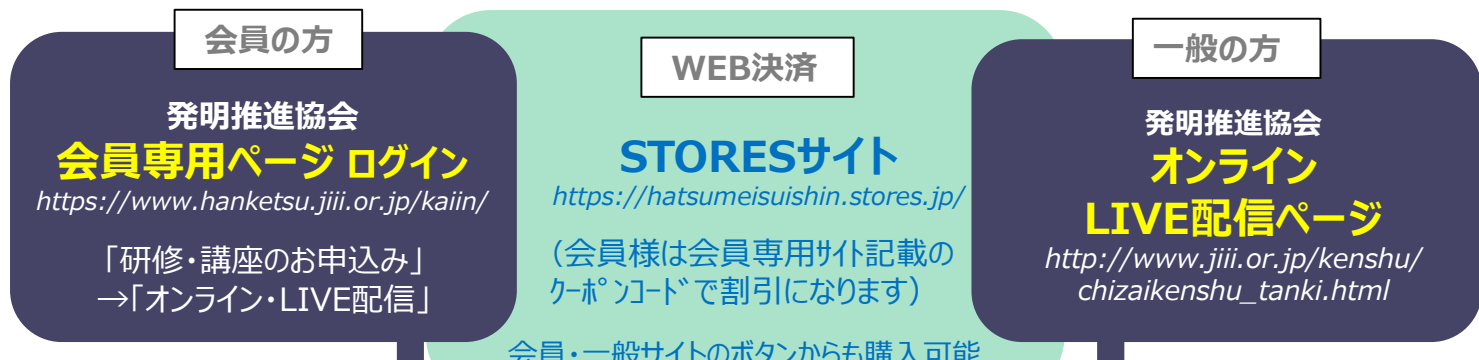 会員の方
発明推進協会
会員専用ページ ログイン
https://www.hanketsu.jiii.or.jp/kaiin/
「研修・講座のお申込み」
→「オンライン・LIVE配信」
WEB決済
STORESサイト
https://hatsumeisuishin.stores.jp/
（会員様は会員専用ｻｲﾄ記載の
ｸｰﾎﾟﾝｺｰﾄﾞで割引になります）
会員・一般サイトのボタンからも購入可能
一般の方
発明推進協会
オンライン
LIVE配信ページ
http://www.jiii.or.jp/kenshu/
chizaikenshu_tanki.html